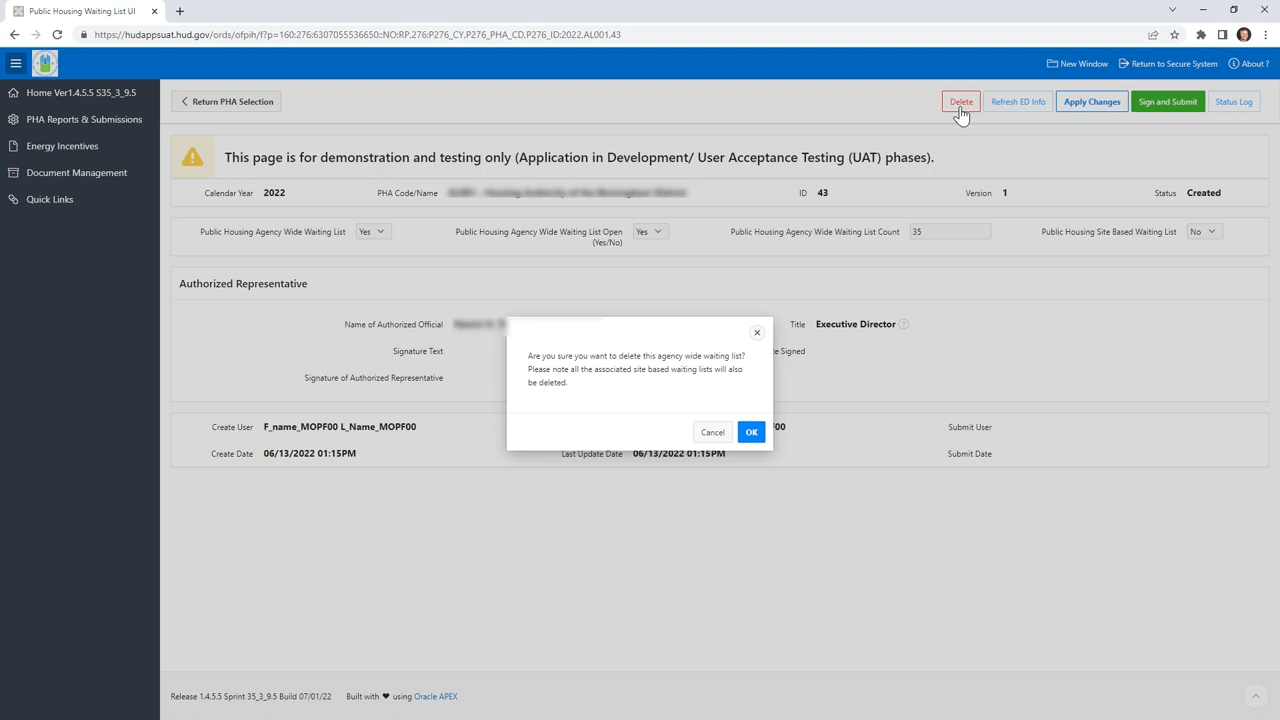 Public Housing Waiting List UI
https://hudappsuat.hud.gov/ords/ofpih/f?p=160:276:6307055536650::NO:RP,276:P276_CY,P276_PHA_CD,P276_ID:2022,AL001,43
New Window
Return to Secure System
About ?
Home Ver1.4.5.5 S35_3_9.5
PHA Reports & Submissions
Energy Incentives
Document Management
Quick Links
Return PHA Selection
Delete
Refresh ED Info
Apply Changes
Sign and Submit
Status Log
This page is for demonstration and testing only (Application in Development/ User Acceptance Testing (UAT) phases).
Calendar Year 2022
PHA Code/Name
ID 43
Version 1
Status Created
Public Housing Agency Wide Waiting List Yes
Public Housing Agency Wide Waiting List Open
(Yes/No)
Yes
Public Housing Agency Wide Waiting List Count 35
Public Housing Site Based Waiting List No
Authorized Representative
Name of Authorized Official
Title Executive Director ?
Signature Text
te Signed
Signature of Authorized Representative
Are you sure you want to delete this agency wide waiting list?
Please note all the associated site based waiting lists will also
be deleted.
Cancel
OK
Create User F_name_MOPF00 L_Name_MOPF00
F00
Submit User
Create Date 06/13/2022 01:15PM
Last Update Date 06/13/2022 01:15PM
Submit Date
Release 1.4.5.5 Sprint 35_3_9.5 Build 07/01/22
Built with ♥ using Oracle APEX